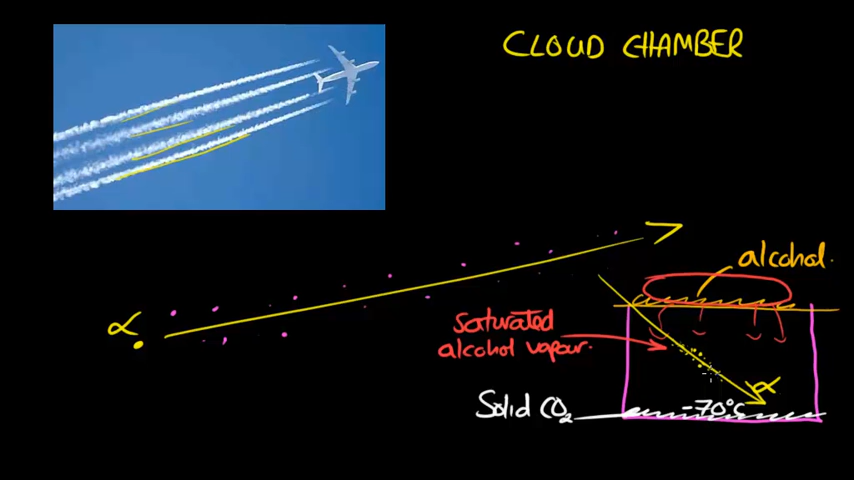 CLOUD CHAMBER
alcohol.
α
saturated
alcohol vapour.
α
Solid CO₂
-70°C